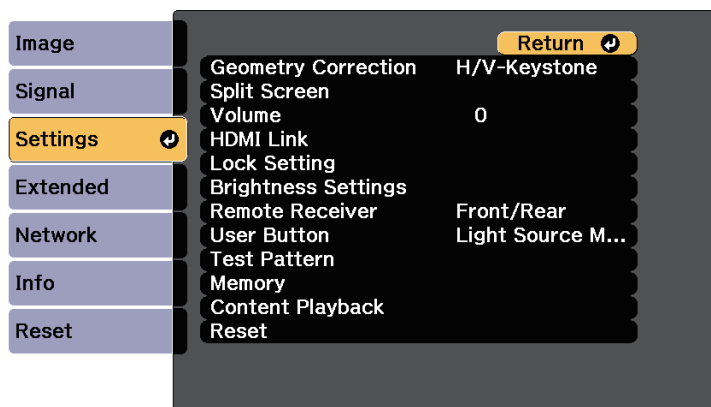 Image
Signal
Settings
Extended
Network
Info
Reset
Return
Geometry Correction H/V-Keystone
Split Screen
Volume 0
HDMI Link
Lock Setting
Brightness Settings
Remote Receiver Front/Rear
User Button Light Source M...
Test Pattern
Memory
Content Playback
Reset